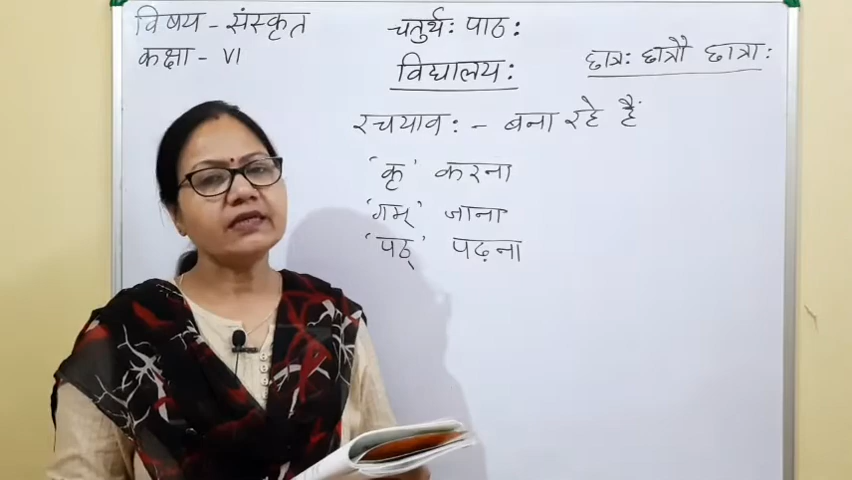 विषय - संस्कृत
कक्षा - VI
चतुर्थः पाठः
विद्यालयः
छात्रः छात्रौ छात्राः
रचयावः - बना रहे हैं
'कृ' करना
'गम्' जाना
'पठ्' पढ़ना